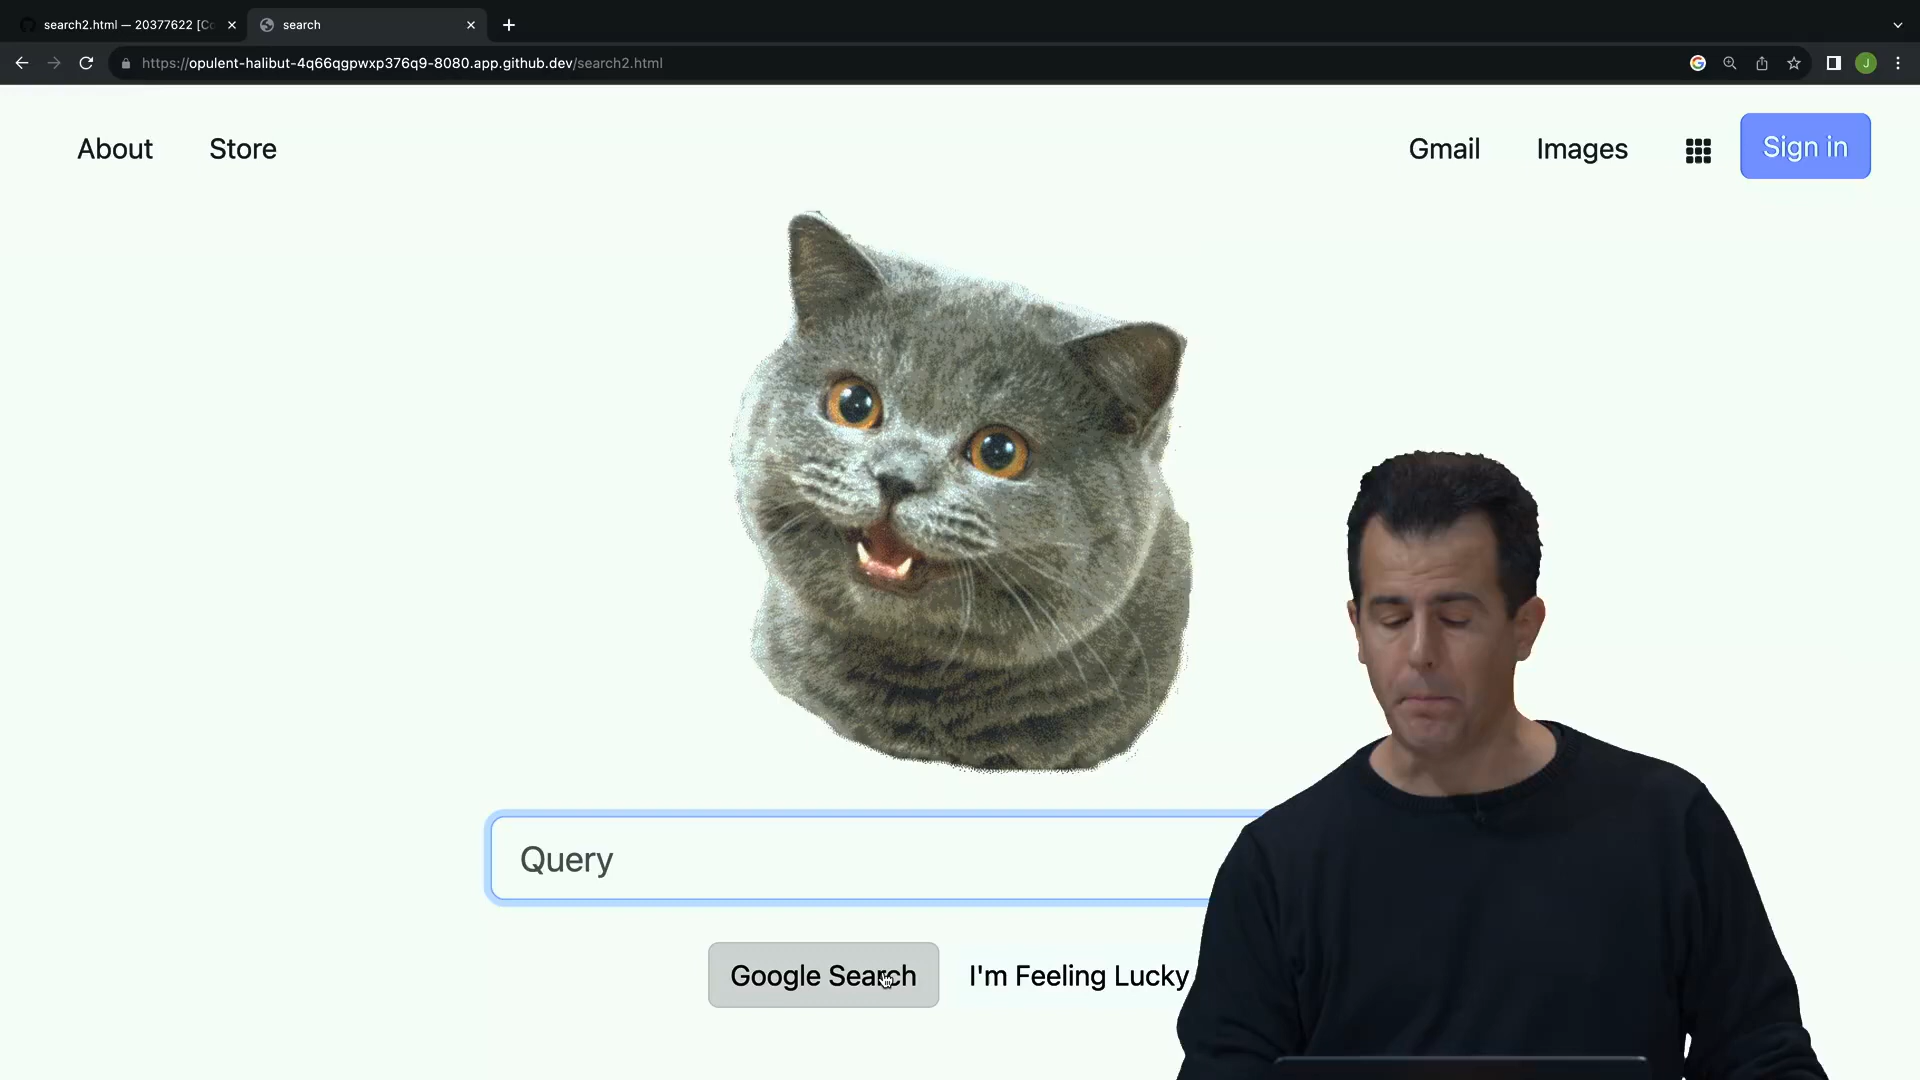 search2.html — 20377622 [Co
search
https://opulent-halibut-4q66qgpwxp376q9-8080.app.github.dev/search2.html
J
About
Store
Gmail
Images
Sign in
Query
Google Search
I'm Feeling Lucky